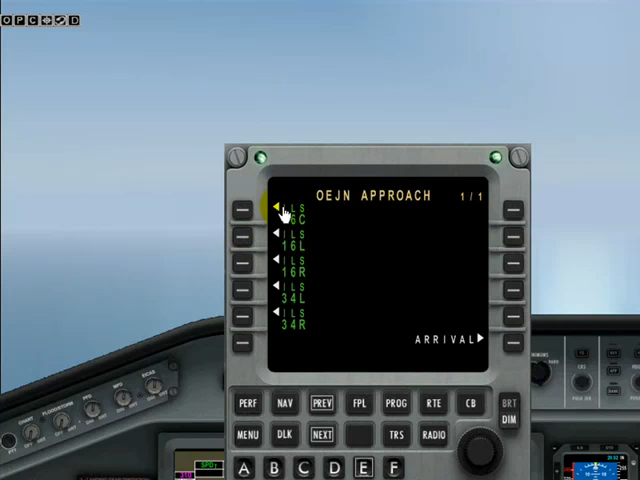 O P C D
OEJN APPROACH 1/1
ILS
16C
ILS
16L
ILS
16R
ILS
34L
ILS
34R
ARRIVAL
PERF NAV PREV FPL PROG RTE CB BRT
DIM
MENU DLK NEXT TRS RADIO
A B C D E F